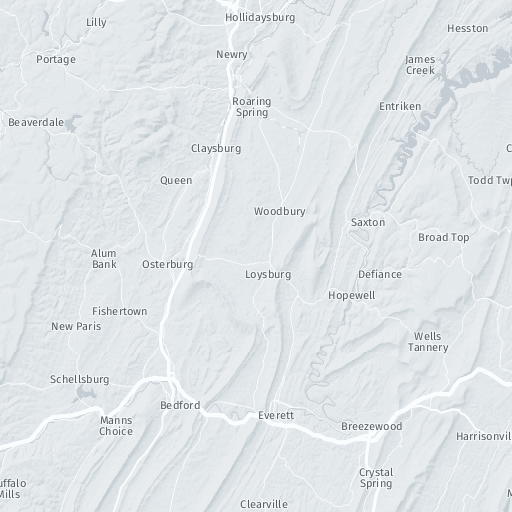 Hollidaysburg
Lilly
Hesston
Newry
Portage
James
Creek
Roaring
Spring
Entriken
Beaverdale
Claysburg
Queen
Todd Twp
Woodbury
Saxton
Broad Top
Alum
Bank
Osterburg
Loysburg
Defiance
Hopewell
Fishertown
New Paris
Wells
Tannery
Schellsburg
Bedford
Everett
Manns
Choice
Breezewood
Harrisonvil
Crystal
Spring
uffalo
Mills
Clearville